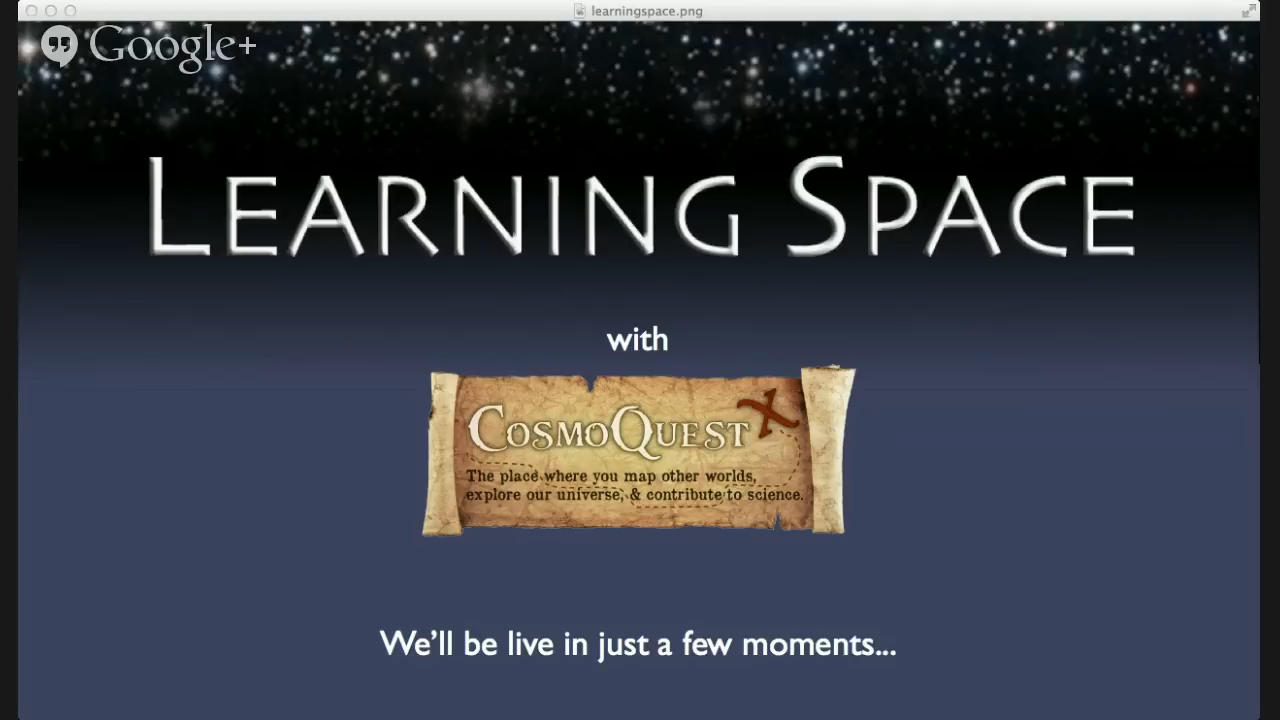 learningspace.png
Google+
LEARNING SPACE
with
COSMOQUEST
The place where you map other worlds,
explore our universe, & contribute to science.
We'll be live in just a few moments...